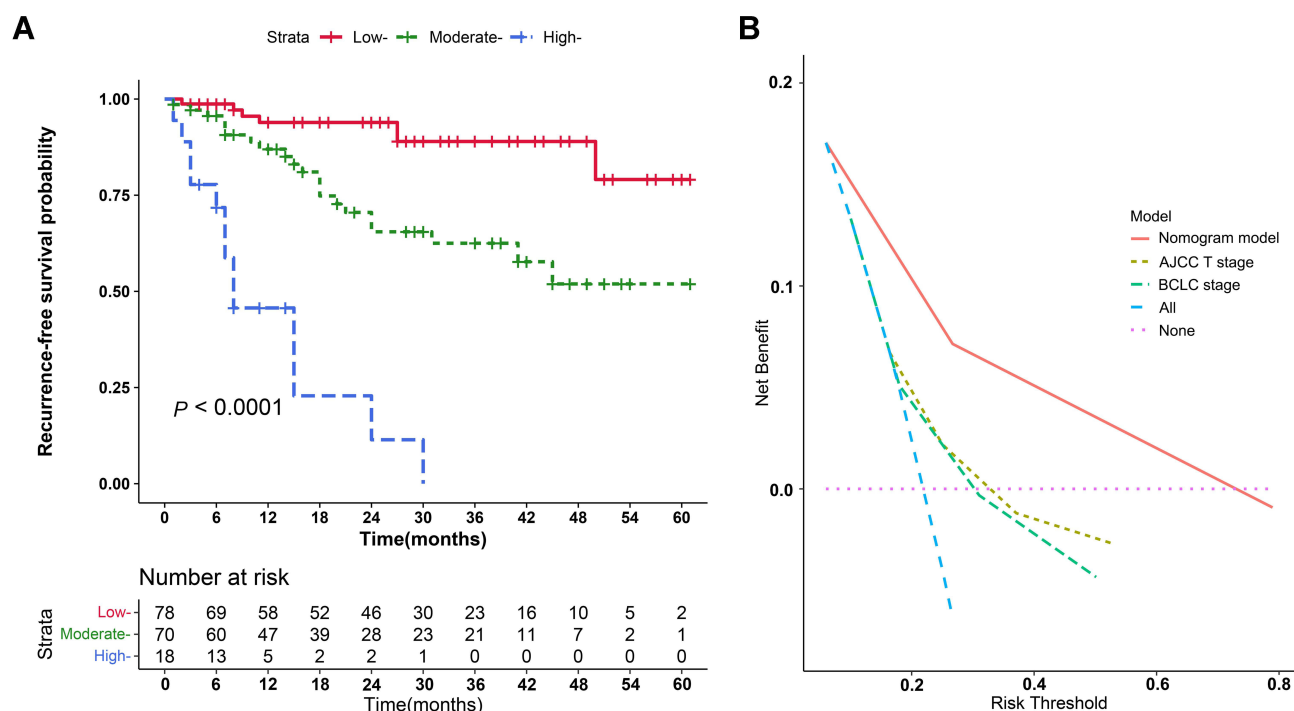 A
Strata Low- Moderate- High-
Recurrence-free survival probability
1.00
0.75
0.50
0.25
0.00
P < 0.0001
0 6 12 18 24 30 36 42 48 54 60
Time(months)
Number at risk
Strata
Low- 78 69 58 52 46 30 23 16 10 5 2
Moderate- 70 60 47 39 28 23 21 11 7 2 1
High- 18 13 5 2 2 1 0 0 0 0 0
0 6 12 18 24 30 36 42 48 54 60
Time(months)
B
Net Benefit
0.2
0.1
0.0
Model
Nomogram model
AJCC T stage
BCLC stage
All
None
0.2 0.4 0.6 0.8
Risk Threshold